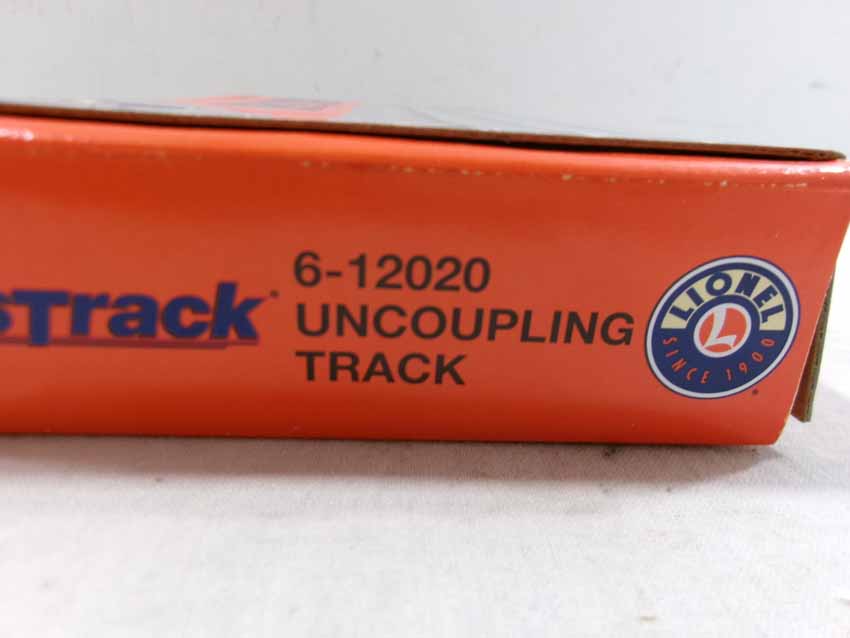 sTrack
6-12020
UNCOUPLING
TRACK
LIONEL
L
SINCE 1900